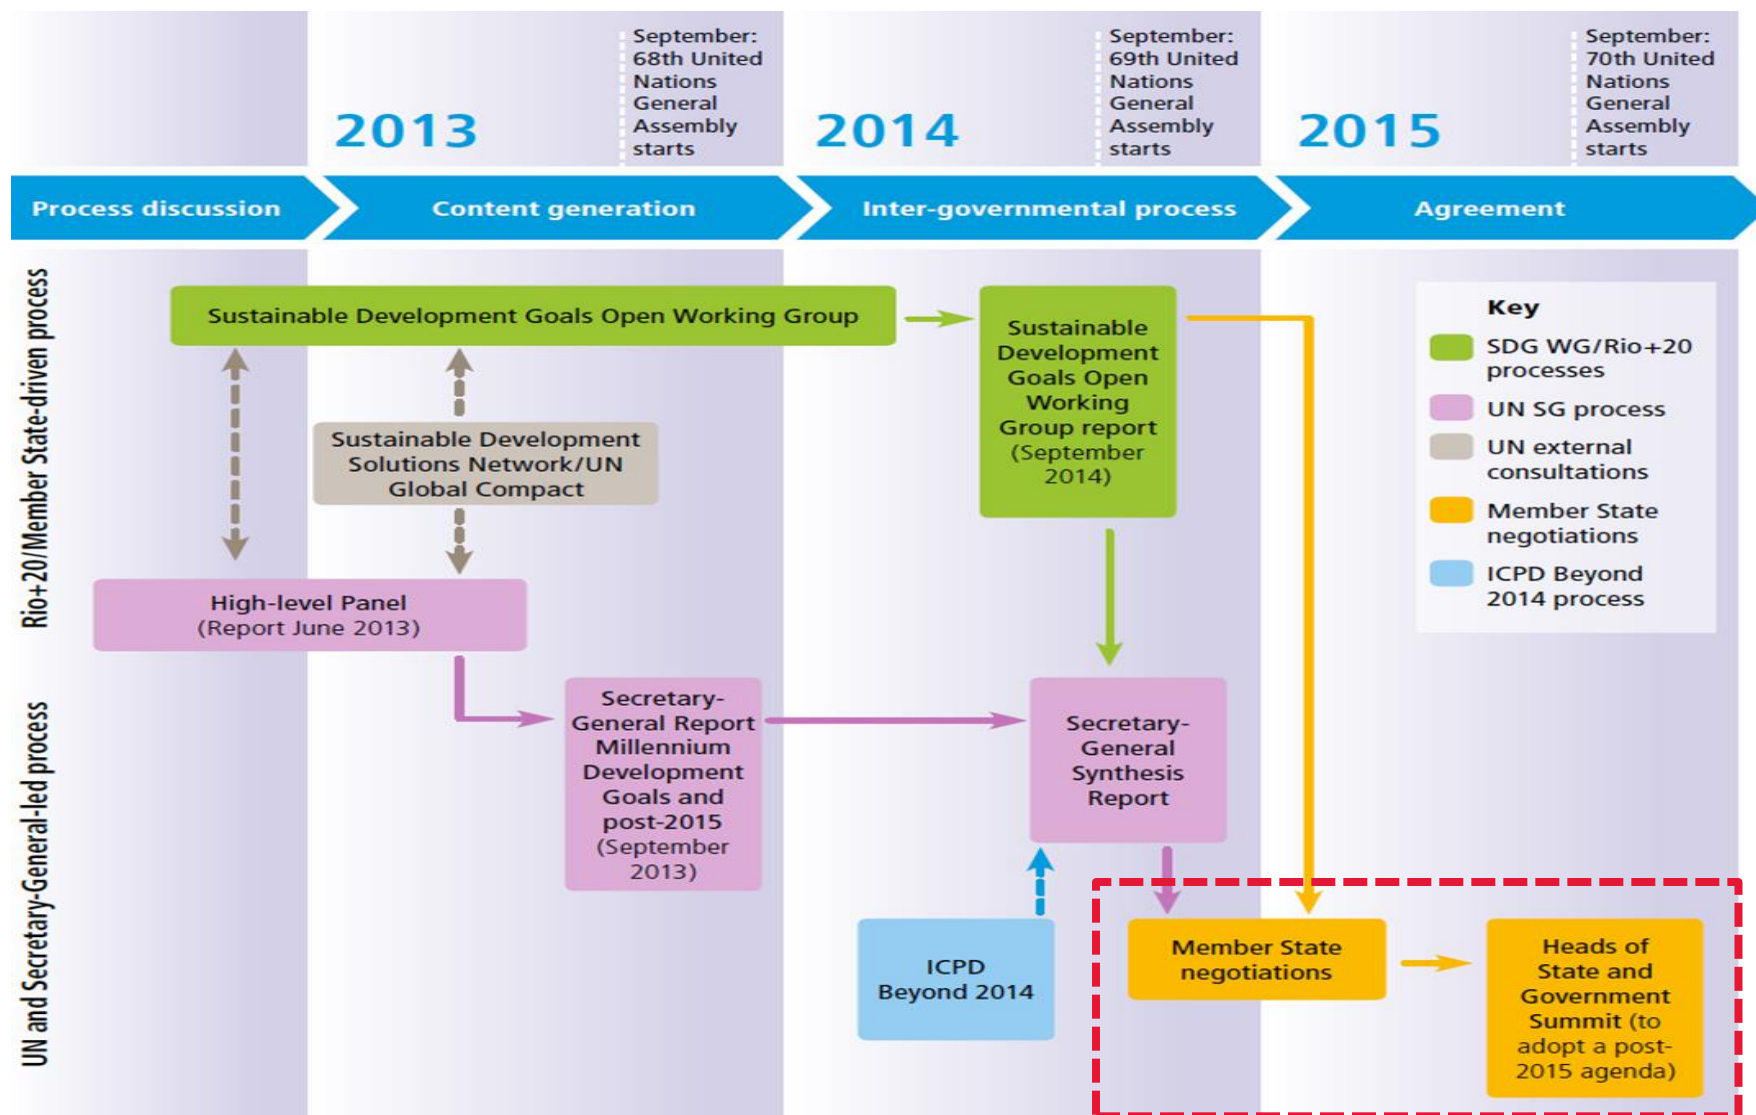 2013
September:
68th United
Nations
General
Assembly
starts
2014
September:
69th United
Nations
General
Assembly
starts
2015
September:
70th United
Nations
General
Assembly
starts
Process discussion
Content generation
Inter-governmental process
Agreement
Rio+20/Member State-driven process
UN and Secretary-General-led process
Sustainable Development Goals Open Working Group
Sustainable
Development
Goals Open
Working
Group report
(September
2014)
Sustainable Development
Solutions Network/UN
Global Compact
High-level Panel
(Report June 2013)
Secretary-
General Report
Millennium
Development
Goals and
post-2015
(September
2013)
Secretary-
General
Synthesis
Report
ICPD
Beyond 2014
Member State
negotiations
Heads of
State and
Government
Summit (to
adopt a post-
2015 agenda)
Key
SDG WG/Rio+20
processes
UN SG process
UN external
consultations
Member State
negotiations
ICPD Beyond
2014 process